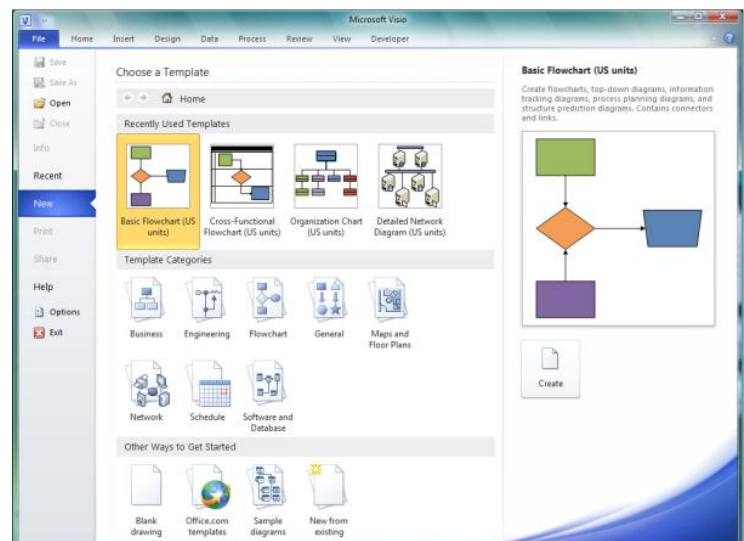 Microsoft Visio
File Home Insert Design Data Process Review View Developer
Save
Save As
Open
Close
Info
Recent
New
Print
Share
Help
Options
Exit
Choose a Template
Home
Recently Used Templates
Basic Flowchart (US
units)
Cross-Functional
Flowchart (US units)
Organization Chart
(US units)
Detailed Network
Diagram (US units)
Template Categories
Business
Engineering
Flowchart
General
Maps and
Floor Plans
Network
Schedule
Software and
Database
Other Ways to Get Started
Blank
drawing
Office.com
templates
Sample
diagrams
New from
existing
Basic Flowchart (US units)
Create flowcharts, top-down diagrams, information
tracking diagrams, process planning diagrams, and
structure prediction diagrams. Contains connectors
and links.
Create